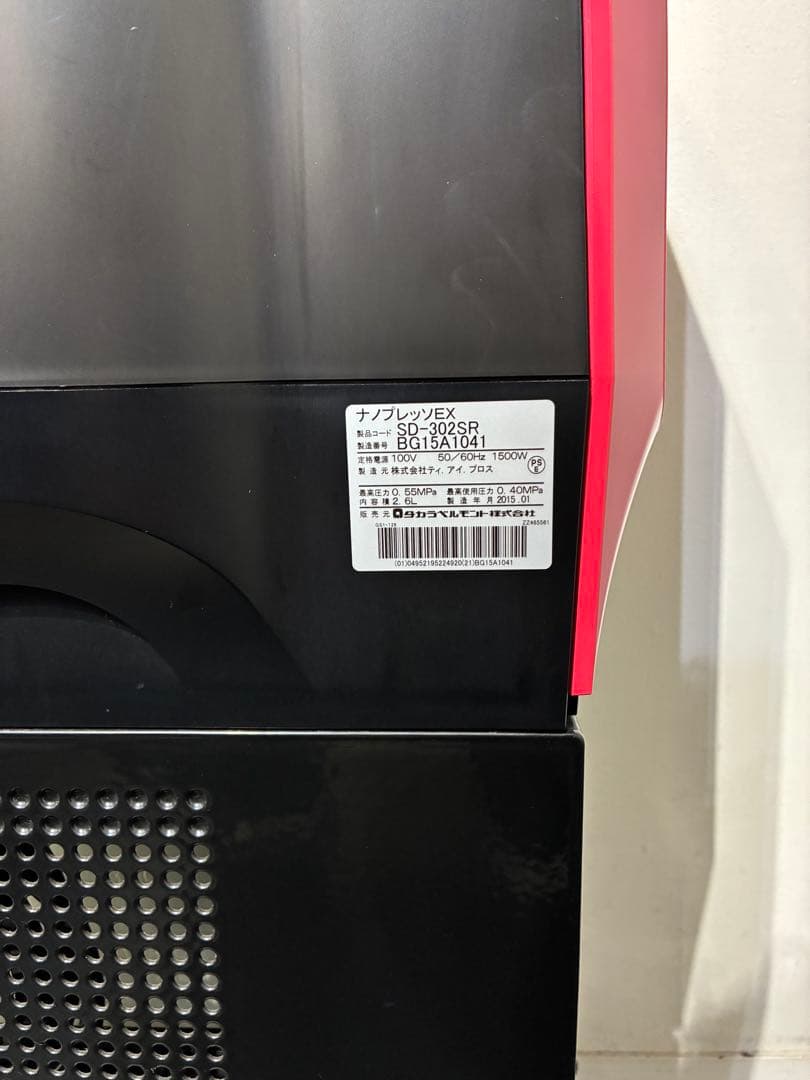 ナノプレッソEX
製品コード SD-302SR
製造番号 BG15A1041
定格電源 100V 50/60Hz 1500W
製造元 株式会社ティ.アイ.プロス
PS
E
最高圧力 0.55MPa 最高使用圧力 0.40MPa
内容積 2.6L 製造年月 2015.01
販売元 タカラベルモント株式会社
GS1-128 ZZ465561
(01)04952195224920(21)BG15A1041